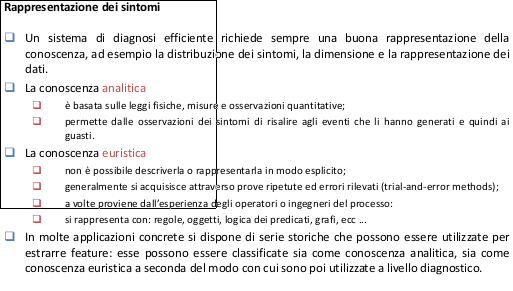 Rappresentazione dei sintomi
Un sistema di diagnosi efficiente richiede sempre una buona rappresentazione della
conoscenza, ad esempio la distribuzione dei sintomi, la dimensione e la rappresentazione dei
dati.
La conoscenza analitica
è basata sulle leggi fisiche, misure e osservazioni quantitative;
permette dalle osservazioni dei sintomi di risalire agli eventi che li hanno generati e quindi ai
guasti.
La conoscenza euristica
non è possibile descriverla o rappresentarla in modo esplicito;
generalmente si acquisisce attraverso prove ripetute ed errori rilevati (trial-and-error methods);
a volte proviene dall'esperienza degli operatori o ingegneri del processo:
si rappresenta con: regole, oggetti, logica dei predicati, grafi, ecc ...
In molte applicazioni concrete si dispone di serie storiche che possono essere utilizzate per
estrarre feature: esse possono essere classificate sia come conoscenza analitica, sia come
conoscenza euristica a seconda del modo con cui sono poi utilizzate a livello diagnostico.